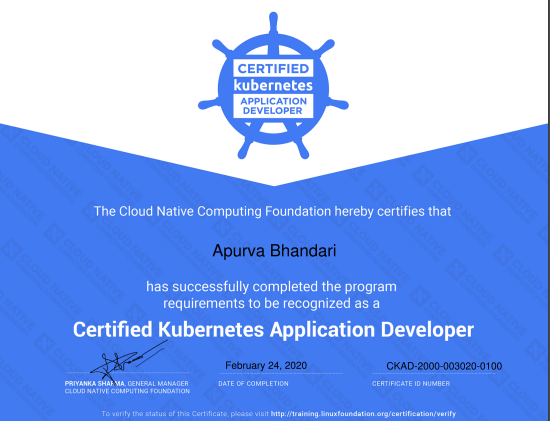 CERTIFIED
kubernetes
APPLICATION
DEVELOPER
The Cloud Native Computing Foundation hereby certifies that
Apurva Bhandari
has successfully completed the program
requirements to be recognized as a
Certified Kubernetes Application Developer
February 24, 2020
CKAD-2000-003020-0100
PRIYANKA SHARMA, GENERAL MANAGER
CLOUD NATIVE COMPUTING FOUNDATION
DATE OF COMPLETION
CERTIFICATE ID NUMBER
To verify the status of this Certificate, please visit http://training.linuxfoundation.org/certification/verify